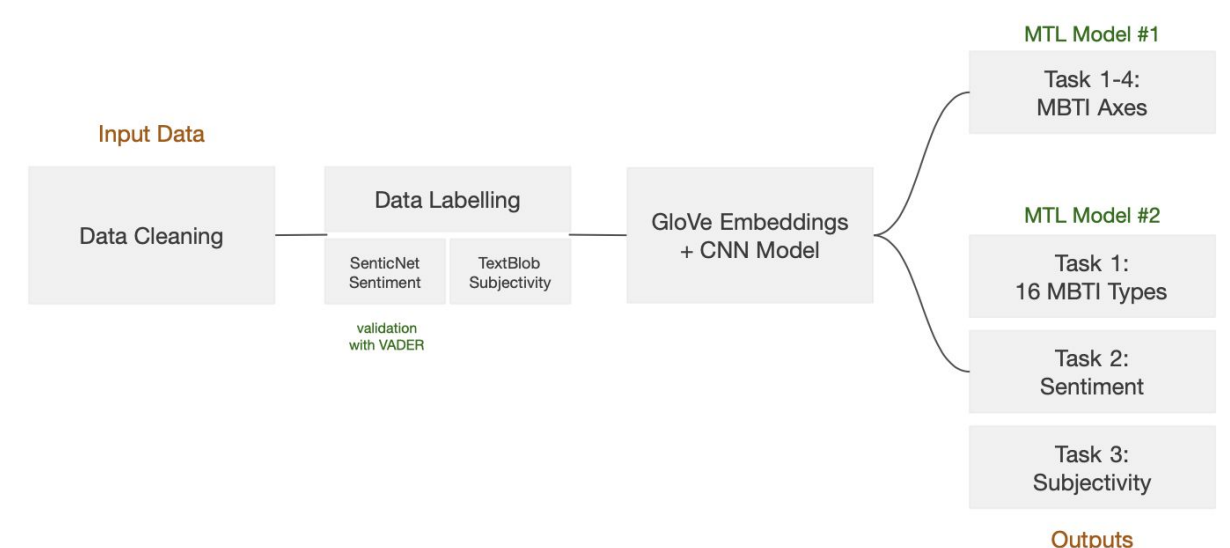 Input Data
Data Cleaning
Data Labelling
SenticNet
Sentiment
TextBlob
Subjectivity
validation
with VADER
GloVe Embeddings
+ CNN Model
MTL Model #1
Task 1-4:
MBTI Axes
MTL Model #2
Task 1:
16 MBTI Types
Task 2:
Sentiment
Task 3:
Subjectivity
Outputs